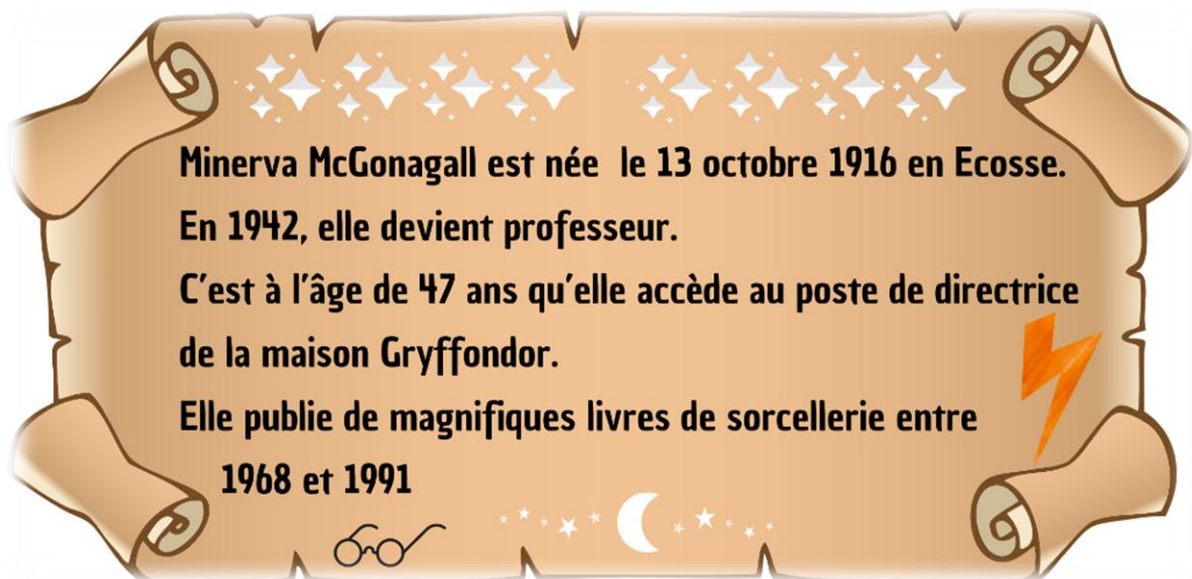 Minerva McGonagall est née le 13 octobre 1916 en Ecosse.
En 1942, elle devient professeur.
C'est à l'âge de 47 ans qu'elle accède au poste de directrice
de la maison Gryffondor.
Elle publie de magnifiques livres de sorcellerie entre
1968 et 1991